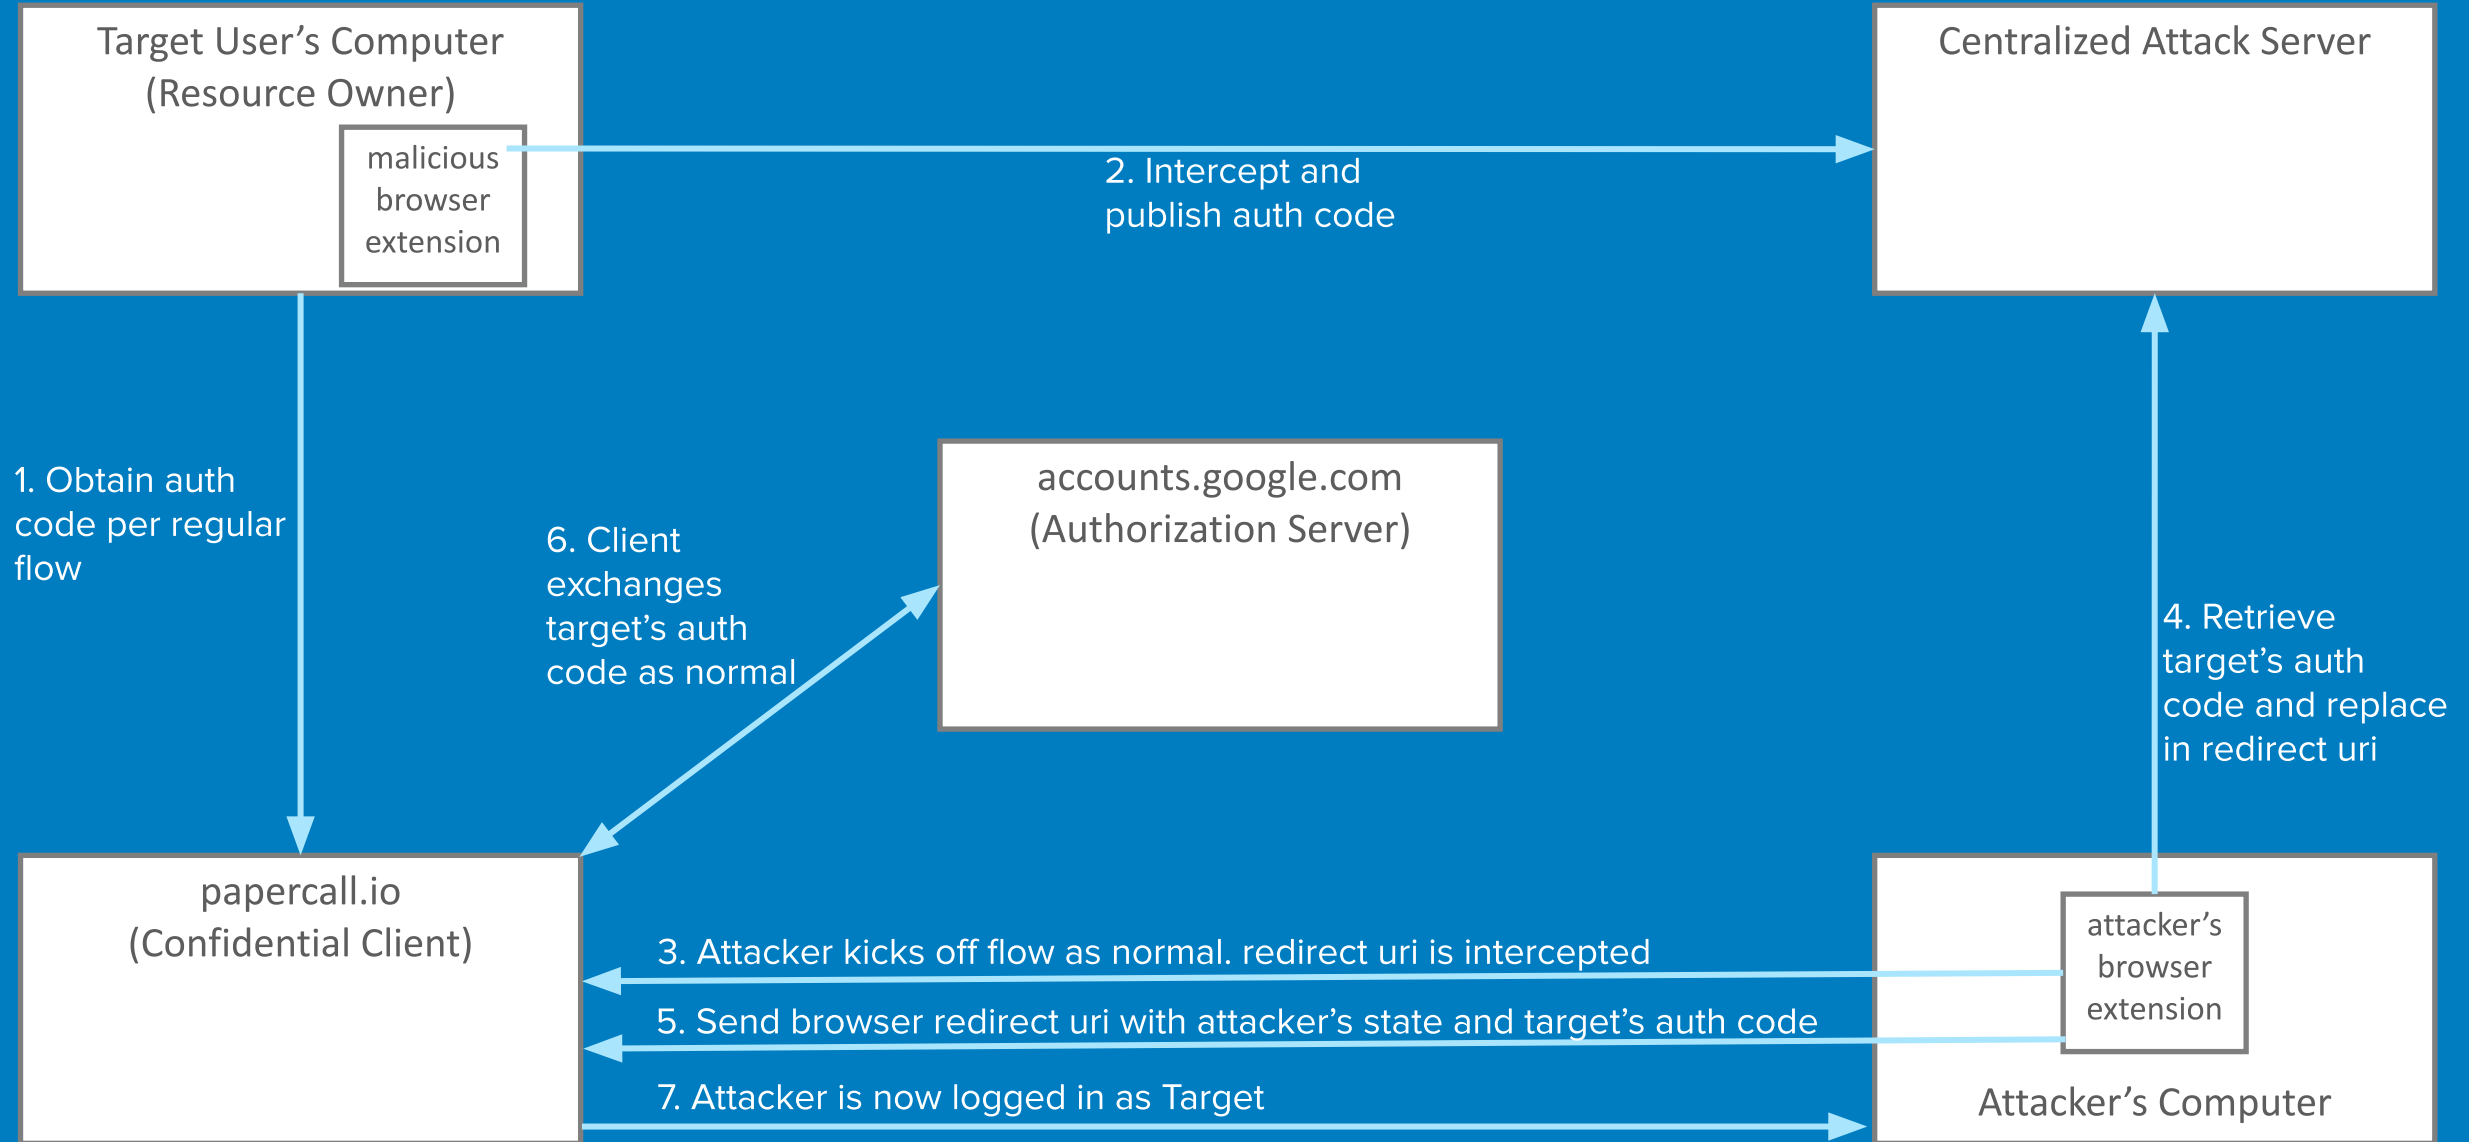 Target User’s Computer
(Resource Owner)
malicious
browser
extension
Centralized Attack Server
2. Intercept and
publish auth code
1. Obtain auth
code per regular
flow
accounts.google.com
(Authorization Server)
6. Client
exchanges
target’s auth
code as normal
4. Retrieve
target’s auth
code and replace
in redirect uri
papercall.io
(Confidential Client)
3. Attacker kicks off flow as normal. redirect uri is intercepted
5. Send browser redirect uri with attacker’s state and target’s auth code
7. Attacker is now logged in as Target
attacker’s
browser
extension
Attacker’s Computer